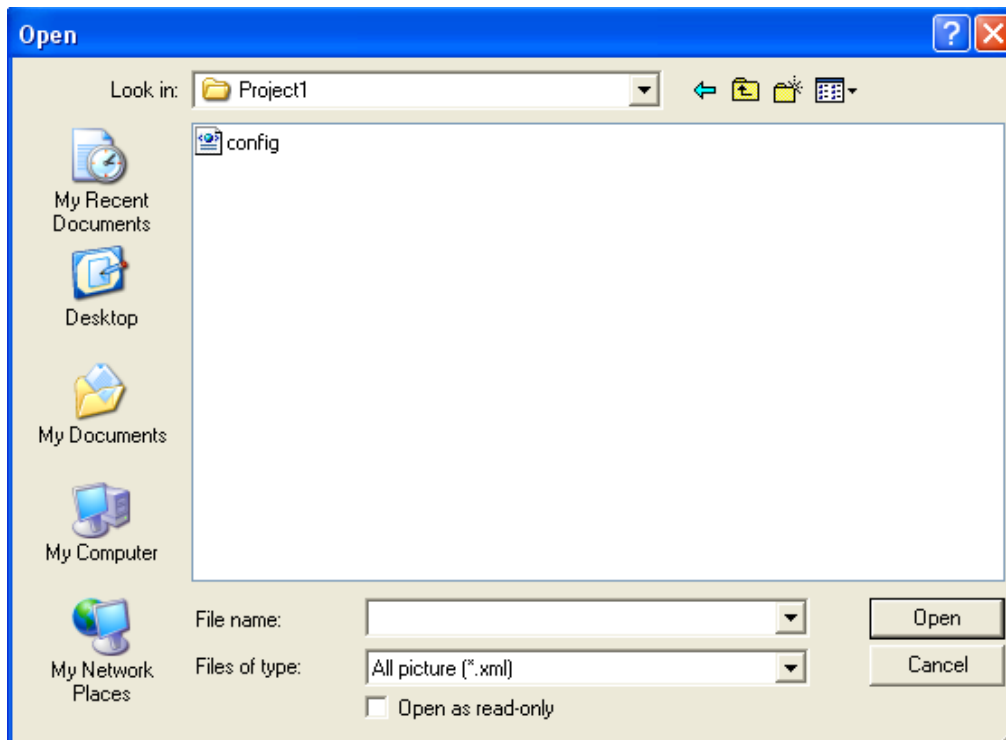 Open
Look in: Project1
config
My Recent
Documents
Desktop
My Documents
My Computer
My Network
Places
File name:
Open
Files of type: All picture (*.xml)
Cancel
Open as read-only